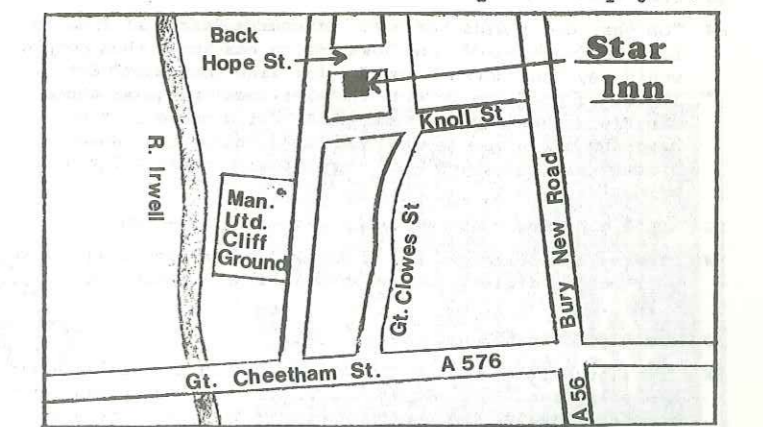 Back
Hope St.
Star
Inn
Knoll St
R. Irwell
Man.
Utd.
Cliff
Ground
Gt. Clowes St
Bury New Road
Gt. Cheetham St.
A 576
A 56